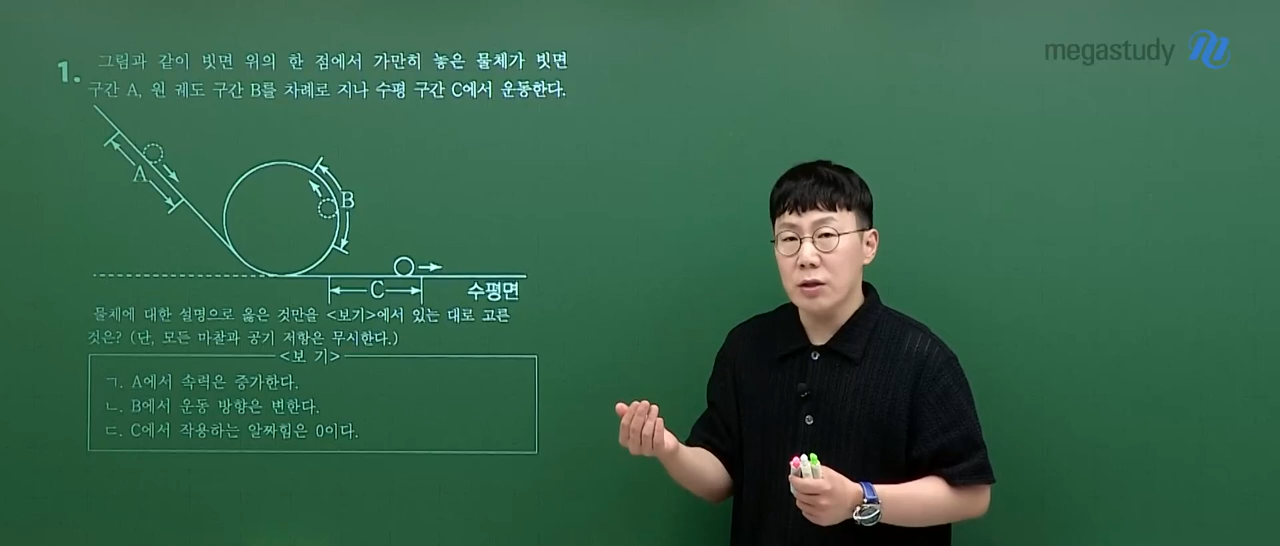 megastudy
1. 그림과 같이 빗면 위의 한 점에서 가만히 놓은 물체가 빗면
구간 A, 원 궤도 구간 B를 차례로 지나 수평 구간 C에서 운동한다.
A
B
C
수평면
물체에 대한 설명으로 옳은 것만을 <보기>에서 있는 대로 고른
것은? (단, 모든 마찰과 공기 저항은 무시한다.)
<보 기>
ㄱ. A에서 속력은 증가한다.
ㄴ. B에서 운동 방향은 변한다.
ㄷ. C에서 작용하는 알짜힘은 0이다.